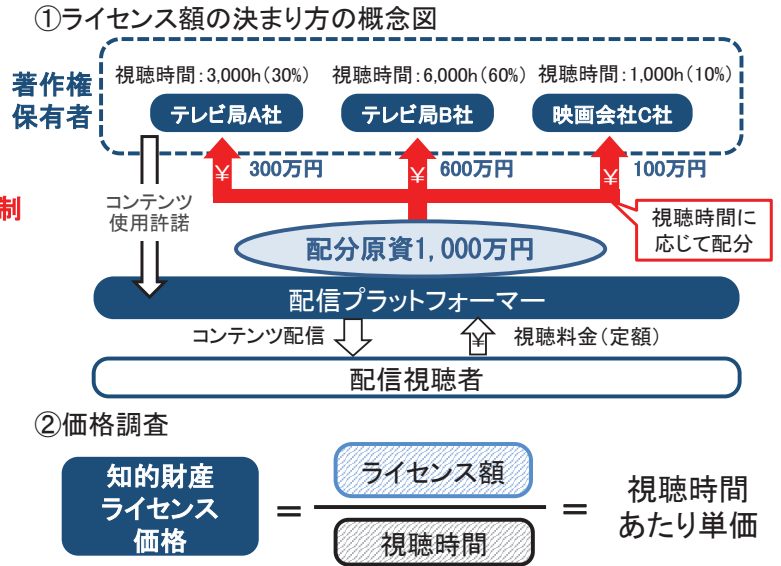 ①ライセンス額の決まり方の概念図
著作権
保有者
視聴時間:3,000h(30%)
視聴時間:6,000h(60%)
視聴時間:1,000h(10%)
テレビ局A社
テレビ局B社
映画会社C社
¥
300万円
¥
600万円
¥
100万円
制
コンテンツ
使用許諾
視聴時間に
応じて配分
配分原資1,000万円
配信プラットフォーマー
コンテンツ配信
¥
視聴料金(定額)
配信視聴者
②価格調査
知的財産
ライセンス
価格
=
ライセンス額
視聴時間
=
視聴時間
あたり単価